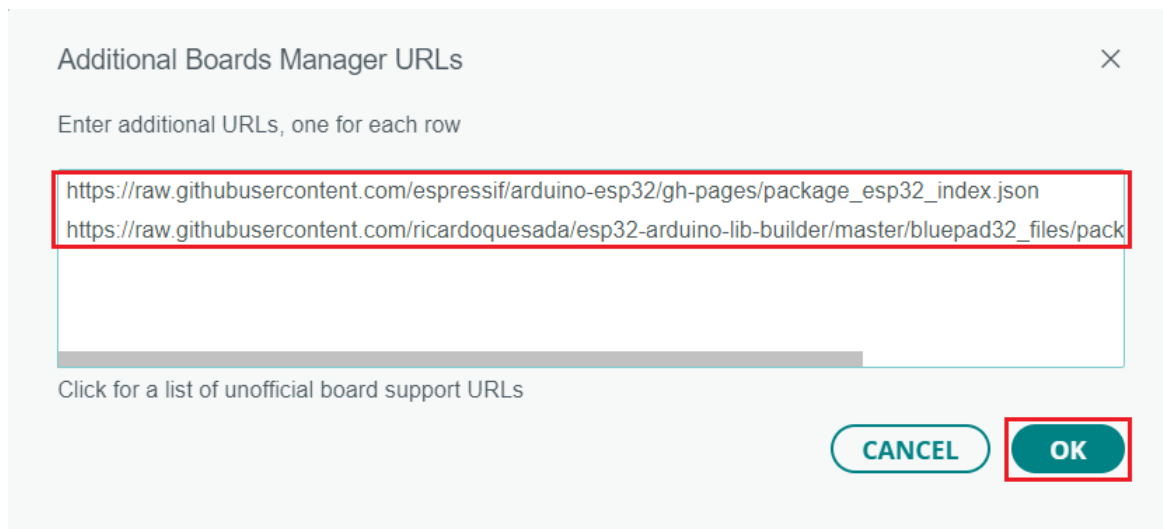 Additional Boards Manager URLs
Enter additional URLs, one for each row
https://raw.githubusercontent.com/espressif/arduino-esp32/gh-pages/package_esp32_index.json
https://raw.githubusercontent.com/ricardoquesada/esp32-arduino-lib-builder/master/bluepad32_files/pack
Click for a list of unofficial board support URLs
CANCEL OK